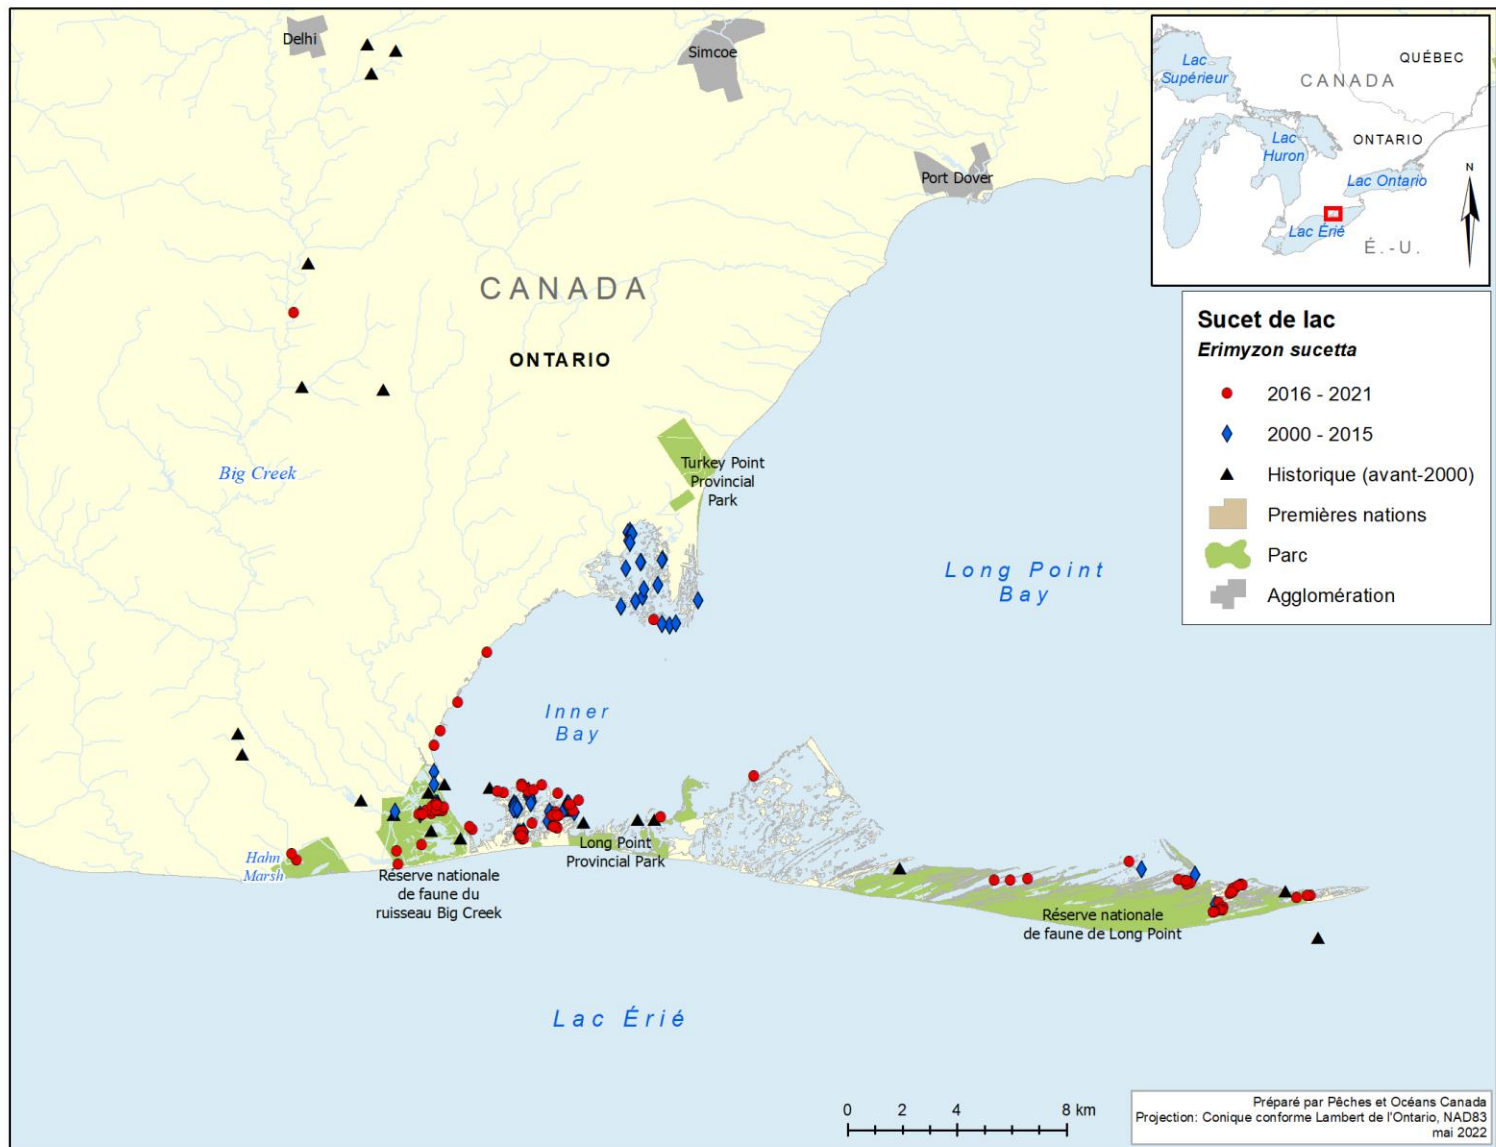 Delhi
Simcoe
Port Dover
CANADA
ONTARIO
Big Creek
Turkey Point
Provincial
Park
Long Point
Bay
Inner
Bay
Hahn
Marsh
Réserve nationale
de faune du
ruisseau Big Creek
Long Point
Provincial Park
Réserve nationale
de faune de Long Point
Lac Érié
Lac
Supérieur
QUÉBEC
CANADA
ONTARIO
Lac
Huron
Lac Ontario
Lac Érié
É.-U.
N
Sucet de lac
Erimyzon sucetta
2016 - 2021
2000 - 2015
Historique (avant-2000)
Premières nations
Parc
Agglomération
0 2 4 8 km
Préparé par Pêches et Océans Canada
Projection: Conique conforme Lambert de l'Ontario, NAD83
mai 2022